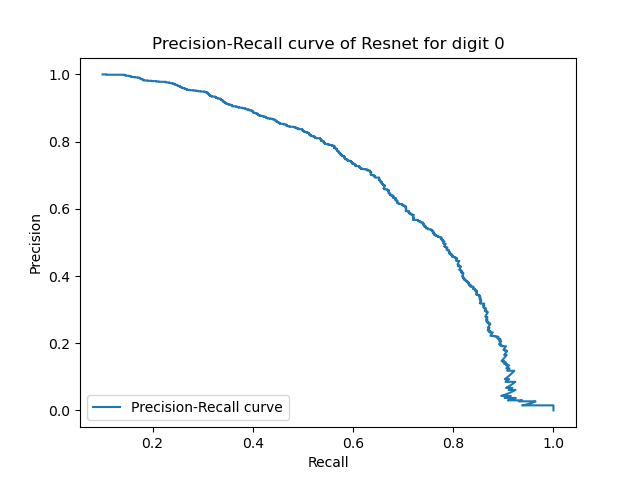 Precision-Recall curve of Resnet for digit 0
1.0
0.8
0.6
0.4
0.2
0.0
Precision
Precision-Recall curve
0.2 0.4 0.6 0.8 1.0
Recall